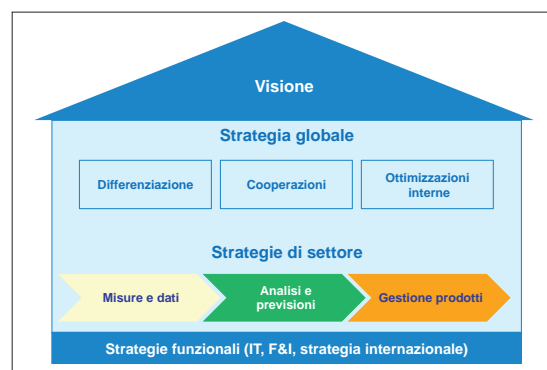 Visione
Strategia globale
Differenziazione
Cooperazioni
Ottimizzazioni
interne
Strategie di settore
Misure e dati
Analisi e
previsioni
Gestione prodotti
Strategie funzionali (IT, F&I, strategia internazionale)